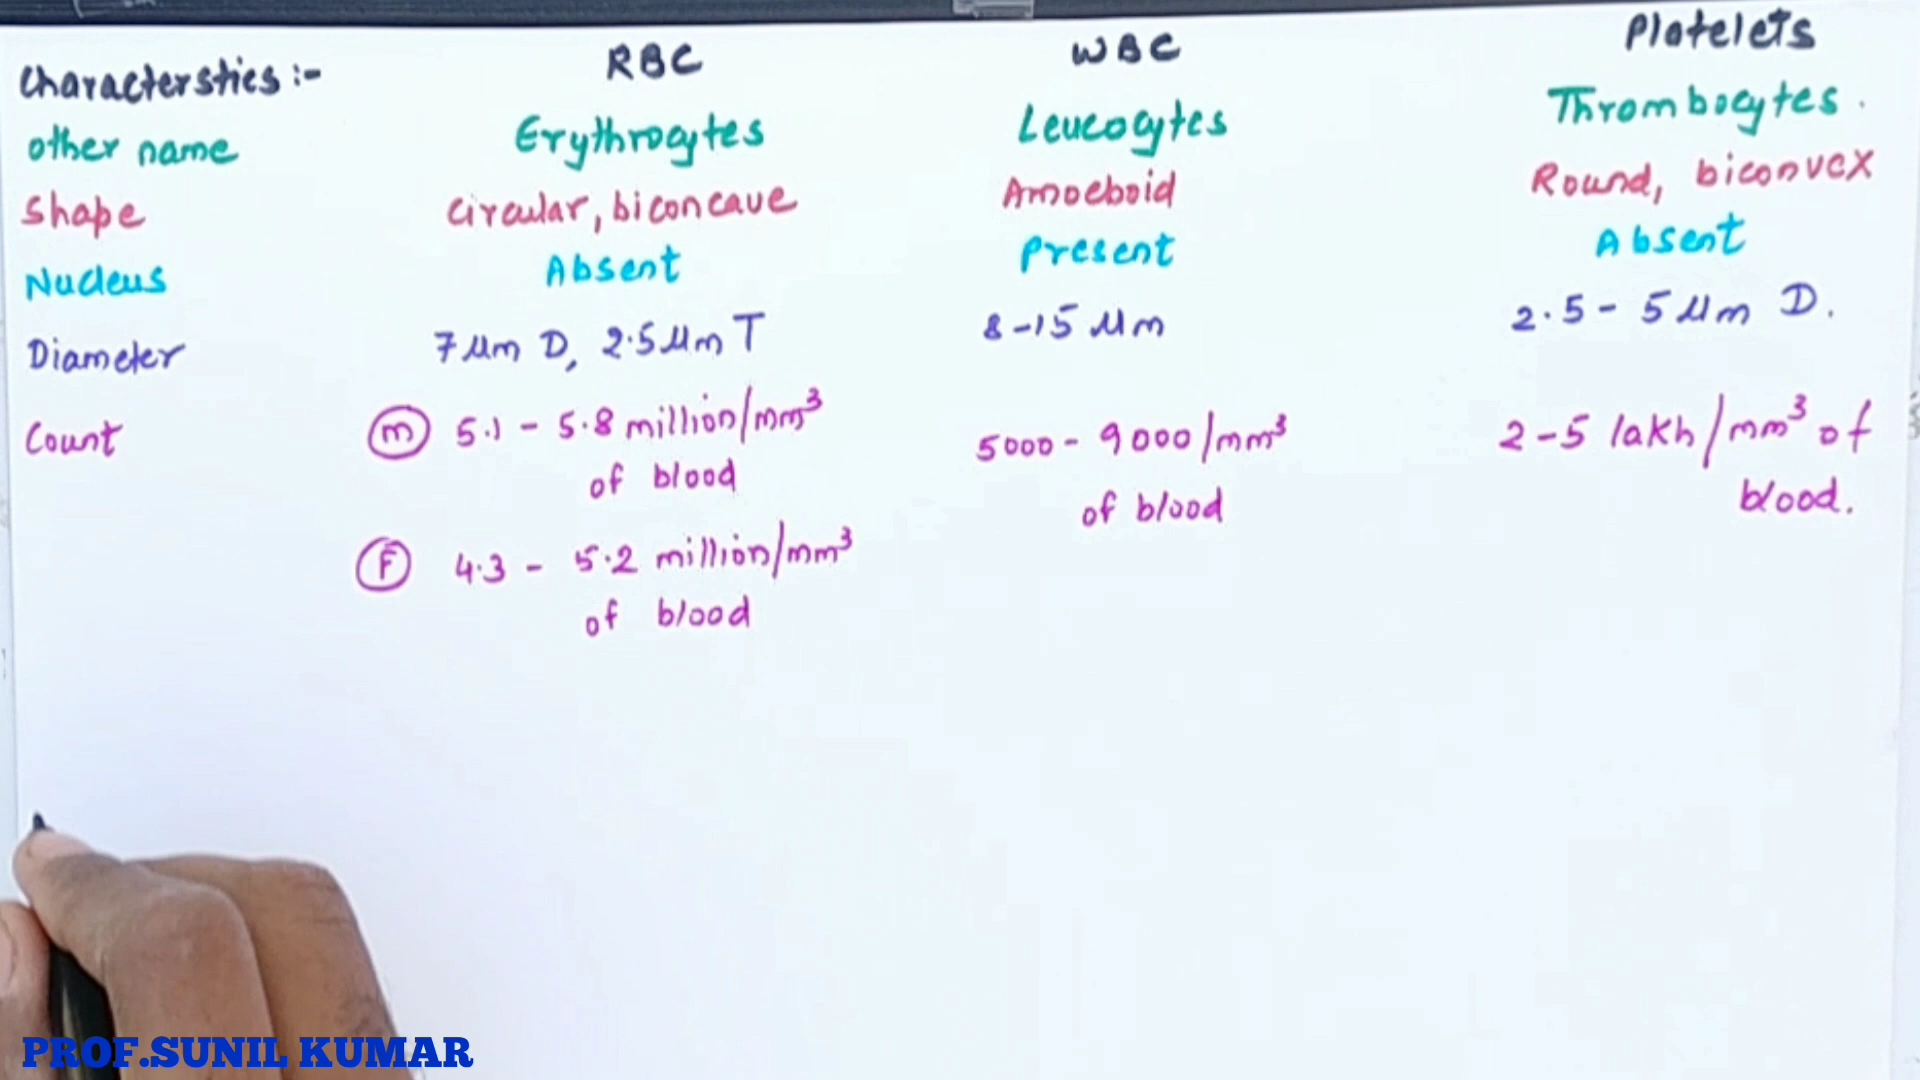 Characterstics :- RBC WBC Platelets
other name Erythrocytes Leucocytes Thrombocytes.
Shape Circular, biconcave Amoeboid Round, biconvex
Nucleus Absent Present Absent
Diameter 7 µm D, 2.5 µm T 8-15 µm 2.5 - 5 µm D.
Count (m) 5.1 - 5.8 million/mm³ 5000 - 9000/mm³ 2-5 lakh/mm³ of
of blood of blood blood.
(F) 4.3 - 5.2 million/mm³
of blood
PROF.SUNIL KUMAR